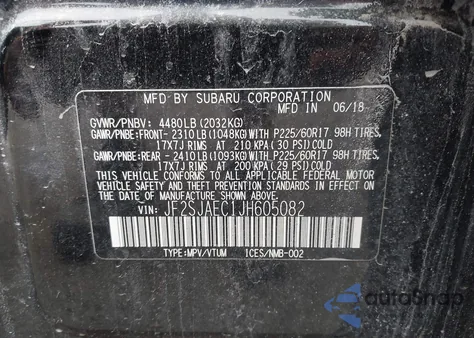 MFD BY SUBARU CORPORATION
06/18
GVWR/PNBV: 4480LB(2032KG)
GAWR/PNBE:FRONT-2310LB(1048KG)WITH P225/60R17 98H TIRES,
17X7J RIMS AT 210 KPA(30 PSI)COLD
GAWR/PNBE:REAR -2410LB(1093KG)WITH P225/60R17 98H TIRES,
17X7J RIMS AT 200 KPA(29 PSI)COLD
THIS VEHICLE CONFORMS TO ALL APPLICABLE FEDERAL MOTOR
VEHICLE SAFETY AND THEFT PREVENTION STANDARDS IN
EFFECT ON THE DATE OF MANUFACTURE SHOWN ABOVE.
VIN: JF2SJAEC1JH605082
TYPE:MPV/VTUM ICES/NMB-002
autoSnap